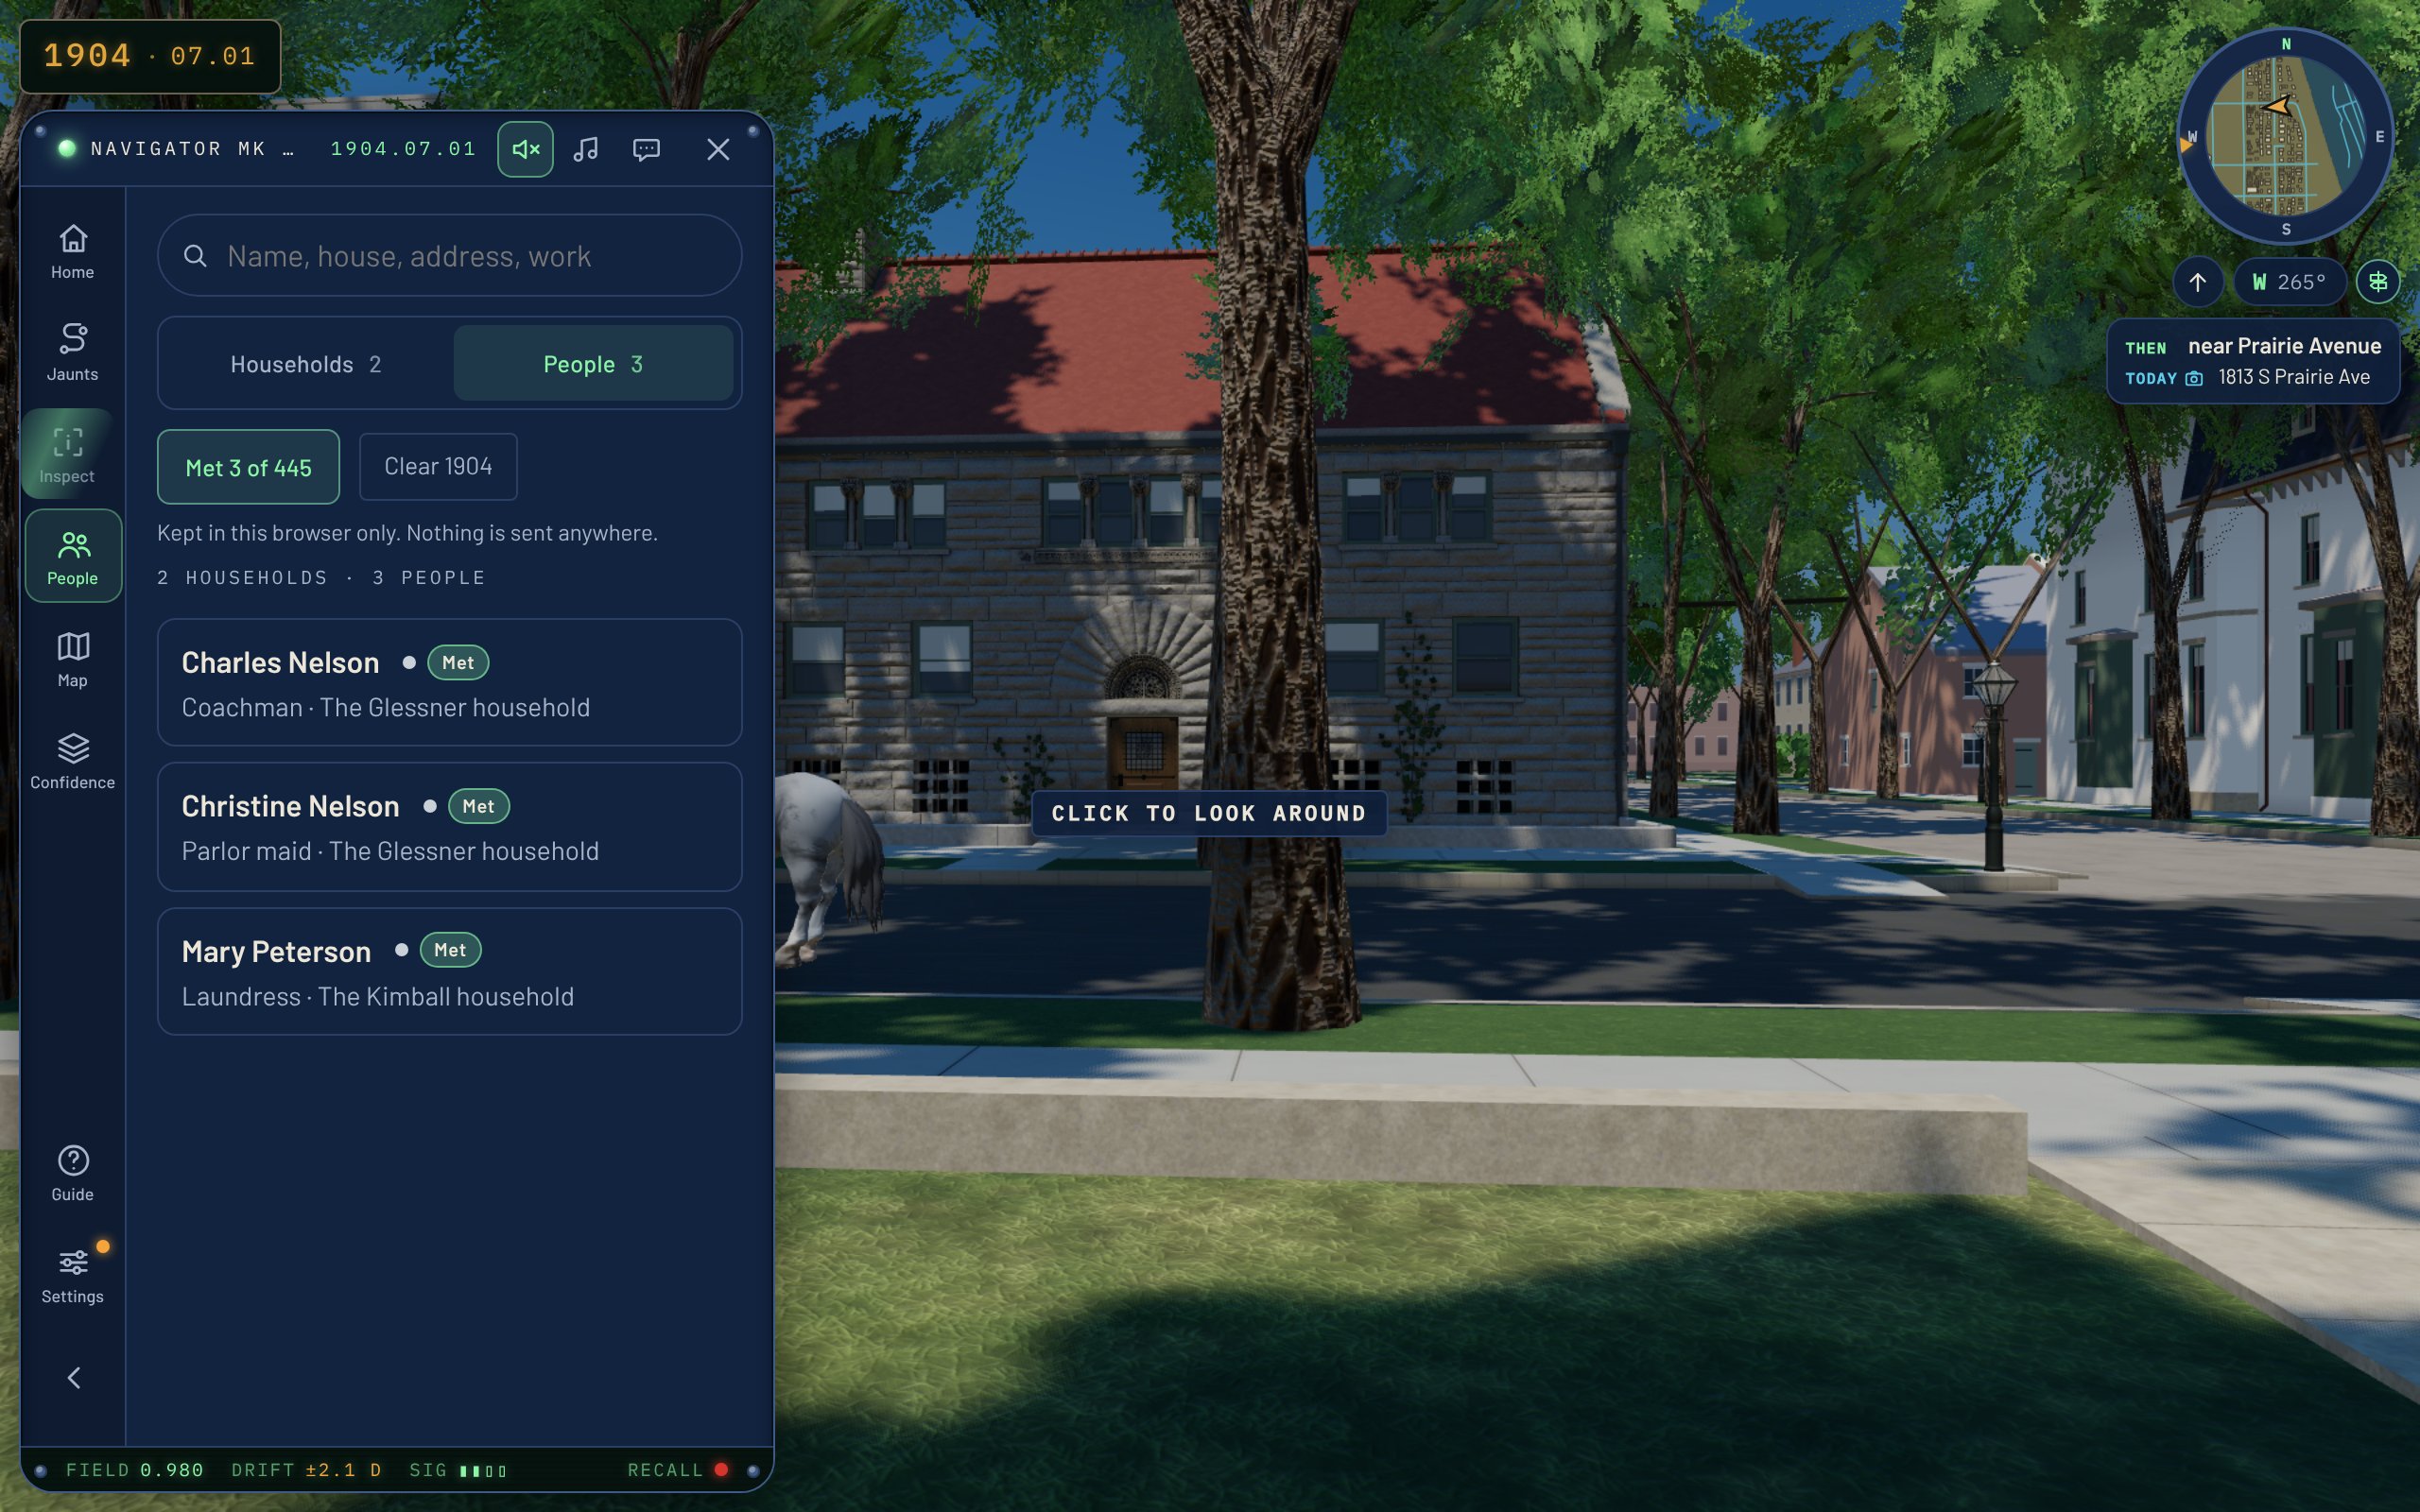 1904 · 07.01
NAVIGATOR MK … 1904.07.01
Home
Jaunts
Inspect
People
Map
Confidence
Guide
Settings
Name, house, address, work
Households 2 People 3
Met 3 of 445 Clear 1904
Kept in this browser only. Nothing is sent anywhere.
2 HOUSEHOLDS · 3 PEOPLE
Charles Nelson Met
Coachman · The Glessner household
Christine Nelson Met
Parlor maid · The Glessner household
Mary Peterson Met
Laundress · The Kimball household
FIELD 0.980 DRIFT ±2.1 D SIG RECALL
CLICK TO LOOK AROUND
N
W E
S
W 265°
THEN near Prairie Avenue
TODAY 1813 S Prairie Ave